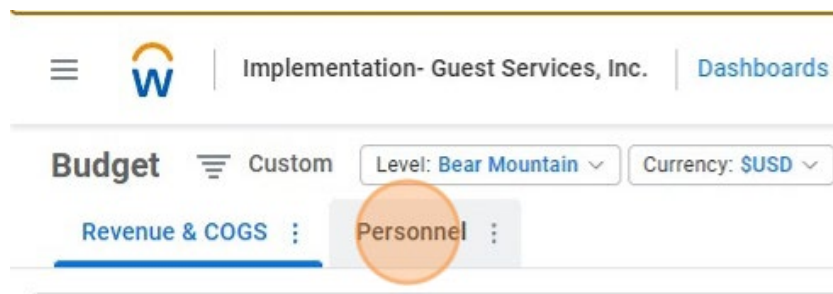 Implementation- Guest Services, Inc. Dashboards
Budget Custom Level: Bear Mountain Currency: $USD
Revenue & COGS Personnel